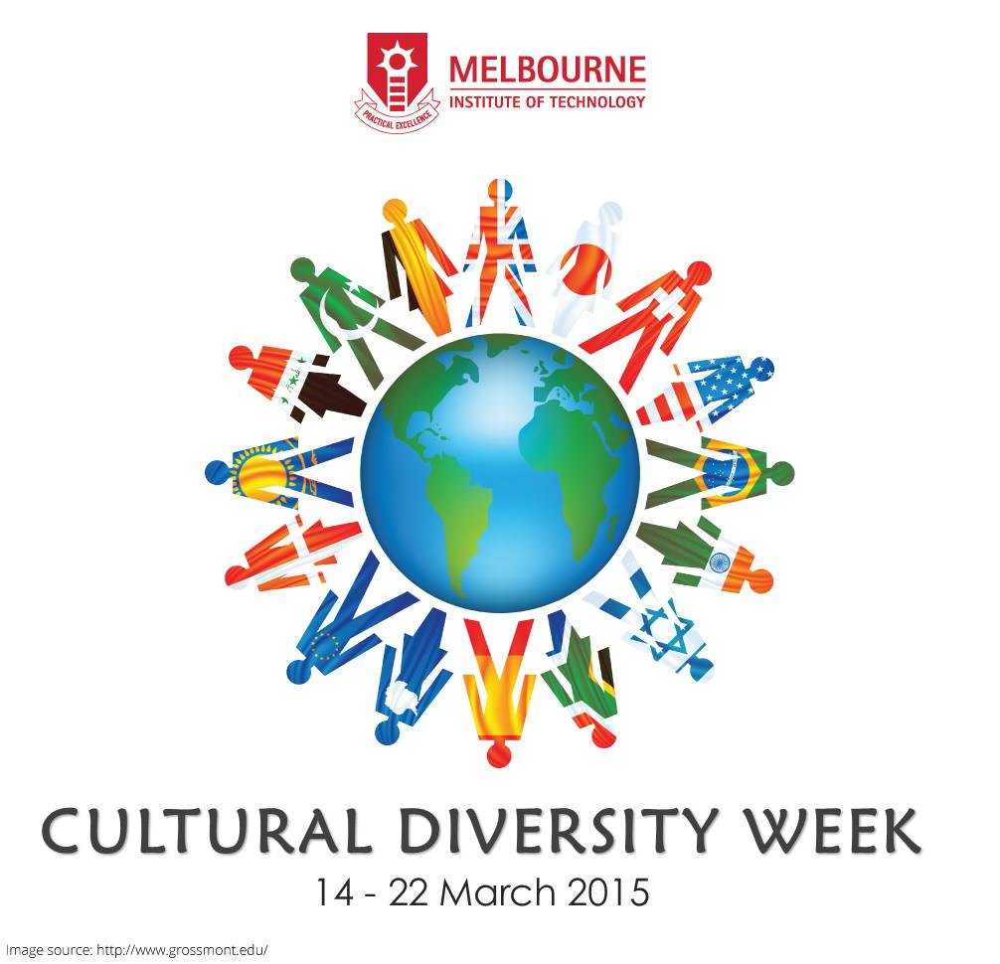 MELBOURNE
INSTITUTE OF TECHNOLOGY
PRACTICAL EXCELLENCE
CULTURAL DIVERSITY WEEK
14 - 22 March 2015
Image source: http://www.grossmont.edu/